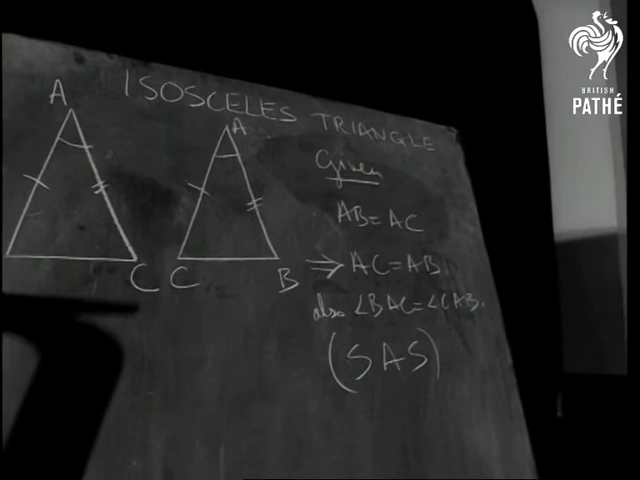 ISOSCELES TRIANGLE
A
A
C
C
B
Given
AB = AC
⇒ AC = AB
also ∠BAC = ∠CAB.
(SAS)
BRITISH
PATHÉ